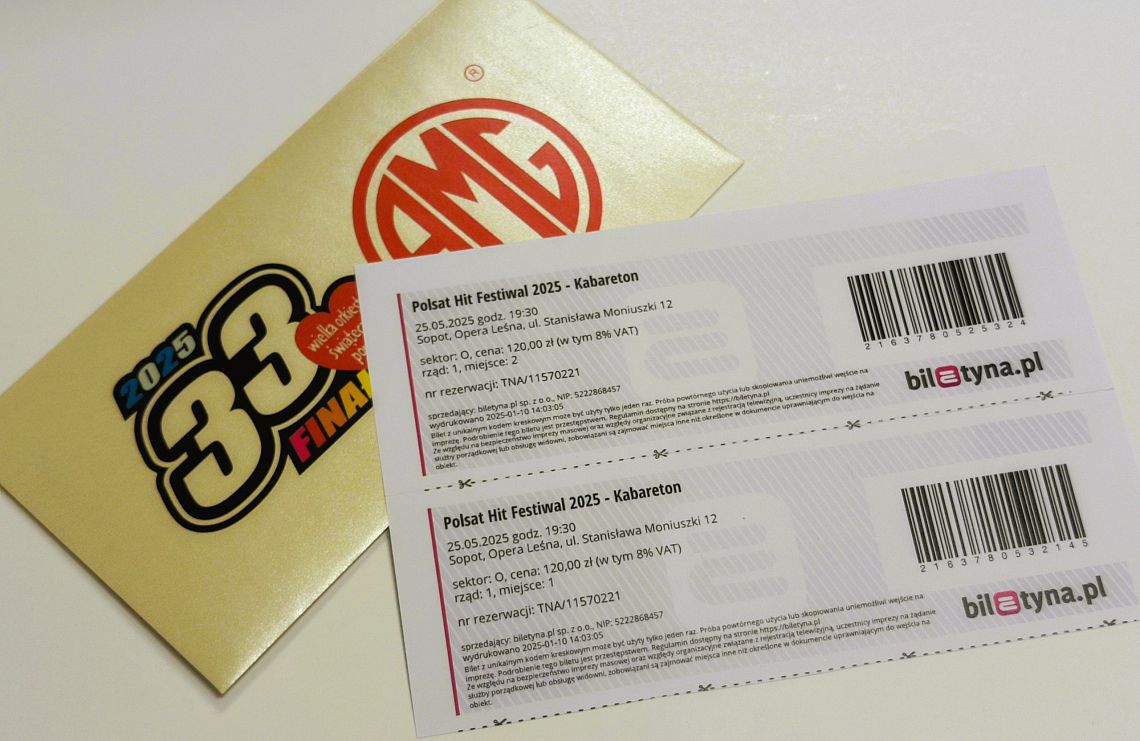 ®
AMG
2025
33
FINA
wielka orkiest
świątecz
po
Polsat Hit Festiwal 2025 - Kabareton
25.05.2025 godz. 19:30
Sopot, Opera Leśna, ul. Stanisława Moniuszki 12
sektor: O, cena: 120,00 zł (w tym 8% VAT)
rząd: 1, miejsce: 2
nr rezerwacji: TNA/11570221
sprzedający: biletyna.pl sp. z o.o., NIP: 5222868457
wydrukowano 2025-01-10 14:03:05
Bilet z unikalnym kodem kreskowym może być użyty tylko jeden raz. Próba powtórnego użycia lub skopiowania uniemożliwi wejście na
imprezę. Podrobienie tego biletu jest przestępstwem. Regulamin dostępny na stronie https://biletyna.pl
Ze względu na bezpieczeństwo imprezy masowej oraz względy organizacyjne związane z rejestracją telewizyjną, uczestnicy imprezy na żądanie
służby porządkowej lub obsługę widowni, zobowiązani są zajmować miejsca inne niż określone w dokumencie uprawniającym do wejścia na
obiekt.
2163780525324
biletyna.pl
Polsat Hit Festiwal 2025 - Kabareton
25.05.2025 godz. 19:30
Sopot, Opera Leśna, ul. Stanisława Moniuszki 12
sektor: O, cena: 120,00 zł (w tym 8% VAT)
rząd: 1, miejsce: 1
nr rezerwacji: TNA/11570221
sprzedający: biletyna.pl sp. z o.o., NIP: 5222868457
wydrukowano 2025-01-10 14:03:05
Bilet z unikalnym kodem kreskowym może być użyty tylko jeden raz. Próba powtórnego użycia lub skopiowania uniemożliwi wejście na
imprezę. Podrobienie tego biletu jest przestępstwem. Regulamin dostępny na stronie https://biletyna.pl
Ze względu na bezpieczeństwo imprezy masowej oraz względy organizacyjne związane z rejestracją telewizyjną, uczestnicy imprezy na żądanie
służby porządkowej lub obsługę widowni, zobowiązani są zajmować miejsca inne niż określone w dokumencie uprawniającym do wejścia na
obiekt.
2163780532145
biletyna.pl